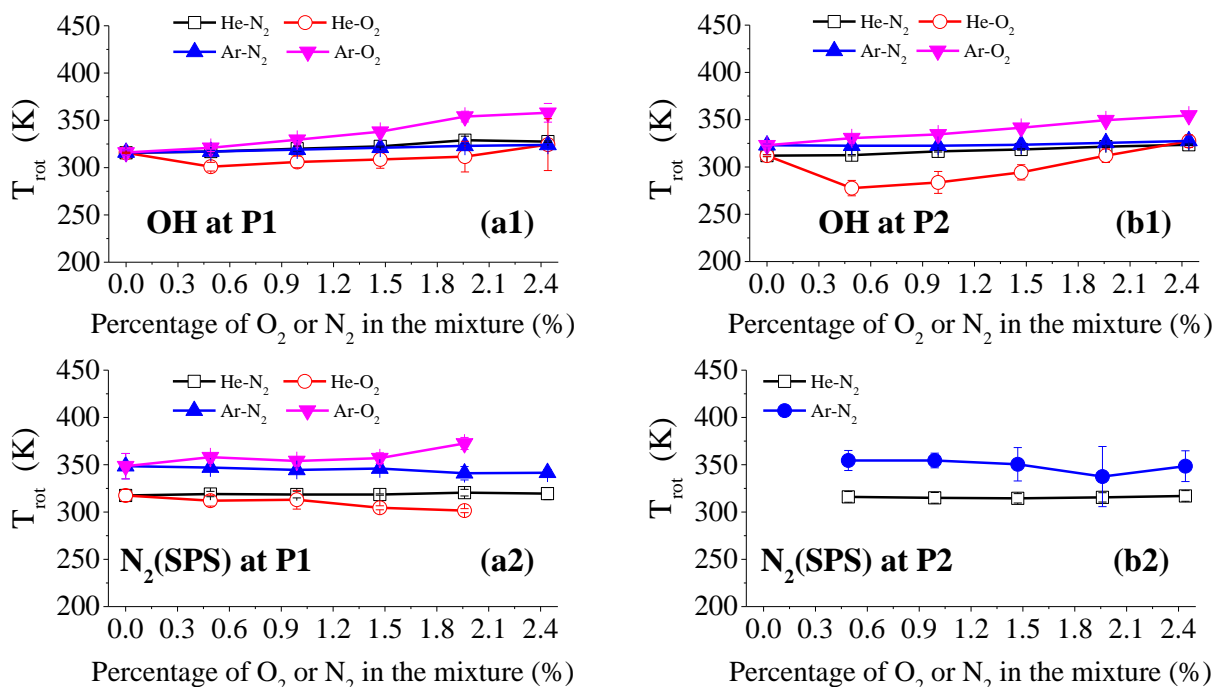 450
400
350
300
250
200
T_rot (K)
He-N₂ He-O₂
Ar-N₂ Ar-O₂
OH at P1 (a1)
0.0 0.3 0.6 0.9 1.2 1.5 1.8 2.1 2.4
Percentage of O₂ or N₂ in the mixture (%)
450
400
350
300
250
200
T_rot (K)
He-N₂ He-O₂
Ar-N₂ Ar-O₂
OH at P2 (b1)
0.0 0.3 0.6 0.9 1.2 1.5 1.8 2.1 2.4
Percentage of O₂ or N₂ in the mixture (%)
450
400
350
300
250
200
T_rot (K)
He-N₂ He-O₂
Ar-N₂ Ar-O₂
N₂(SPS) at P1 (a2)
0.0 0.3 0.6 0.9 1.2 1.5 1.8 2.1 2.4
Percentage of O₂ or N₂ in the mixture (%)
450
400
350
300
250
200
T_rot (K)
He-N₂
Ar-N₂
N₂(SPS) at P2 (b2)
0.0 0.3 0.6 0.9 1.2 1.5 1.8 2.1 2.4
Percentage of O₂ or N₂ in the mixture (%)